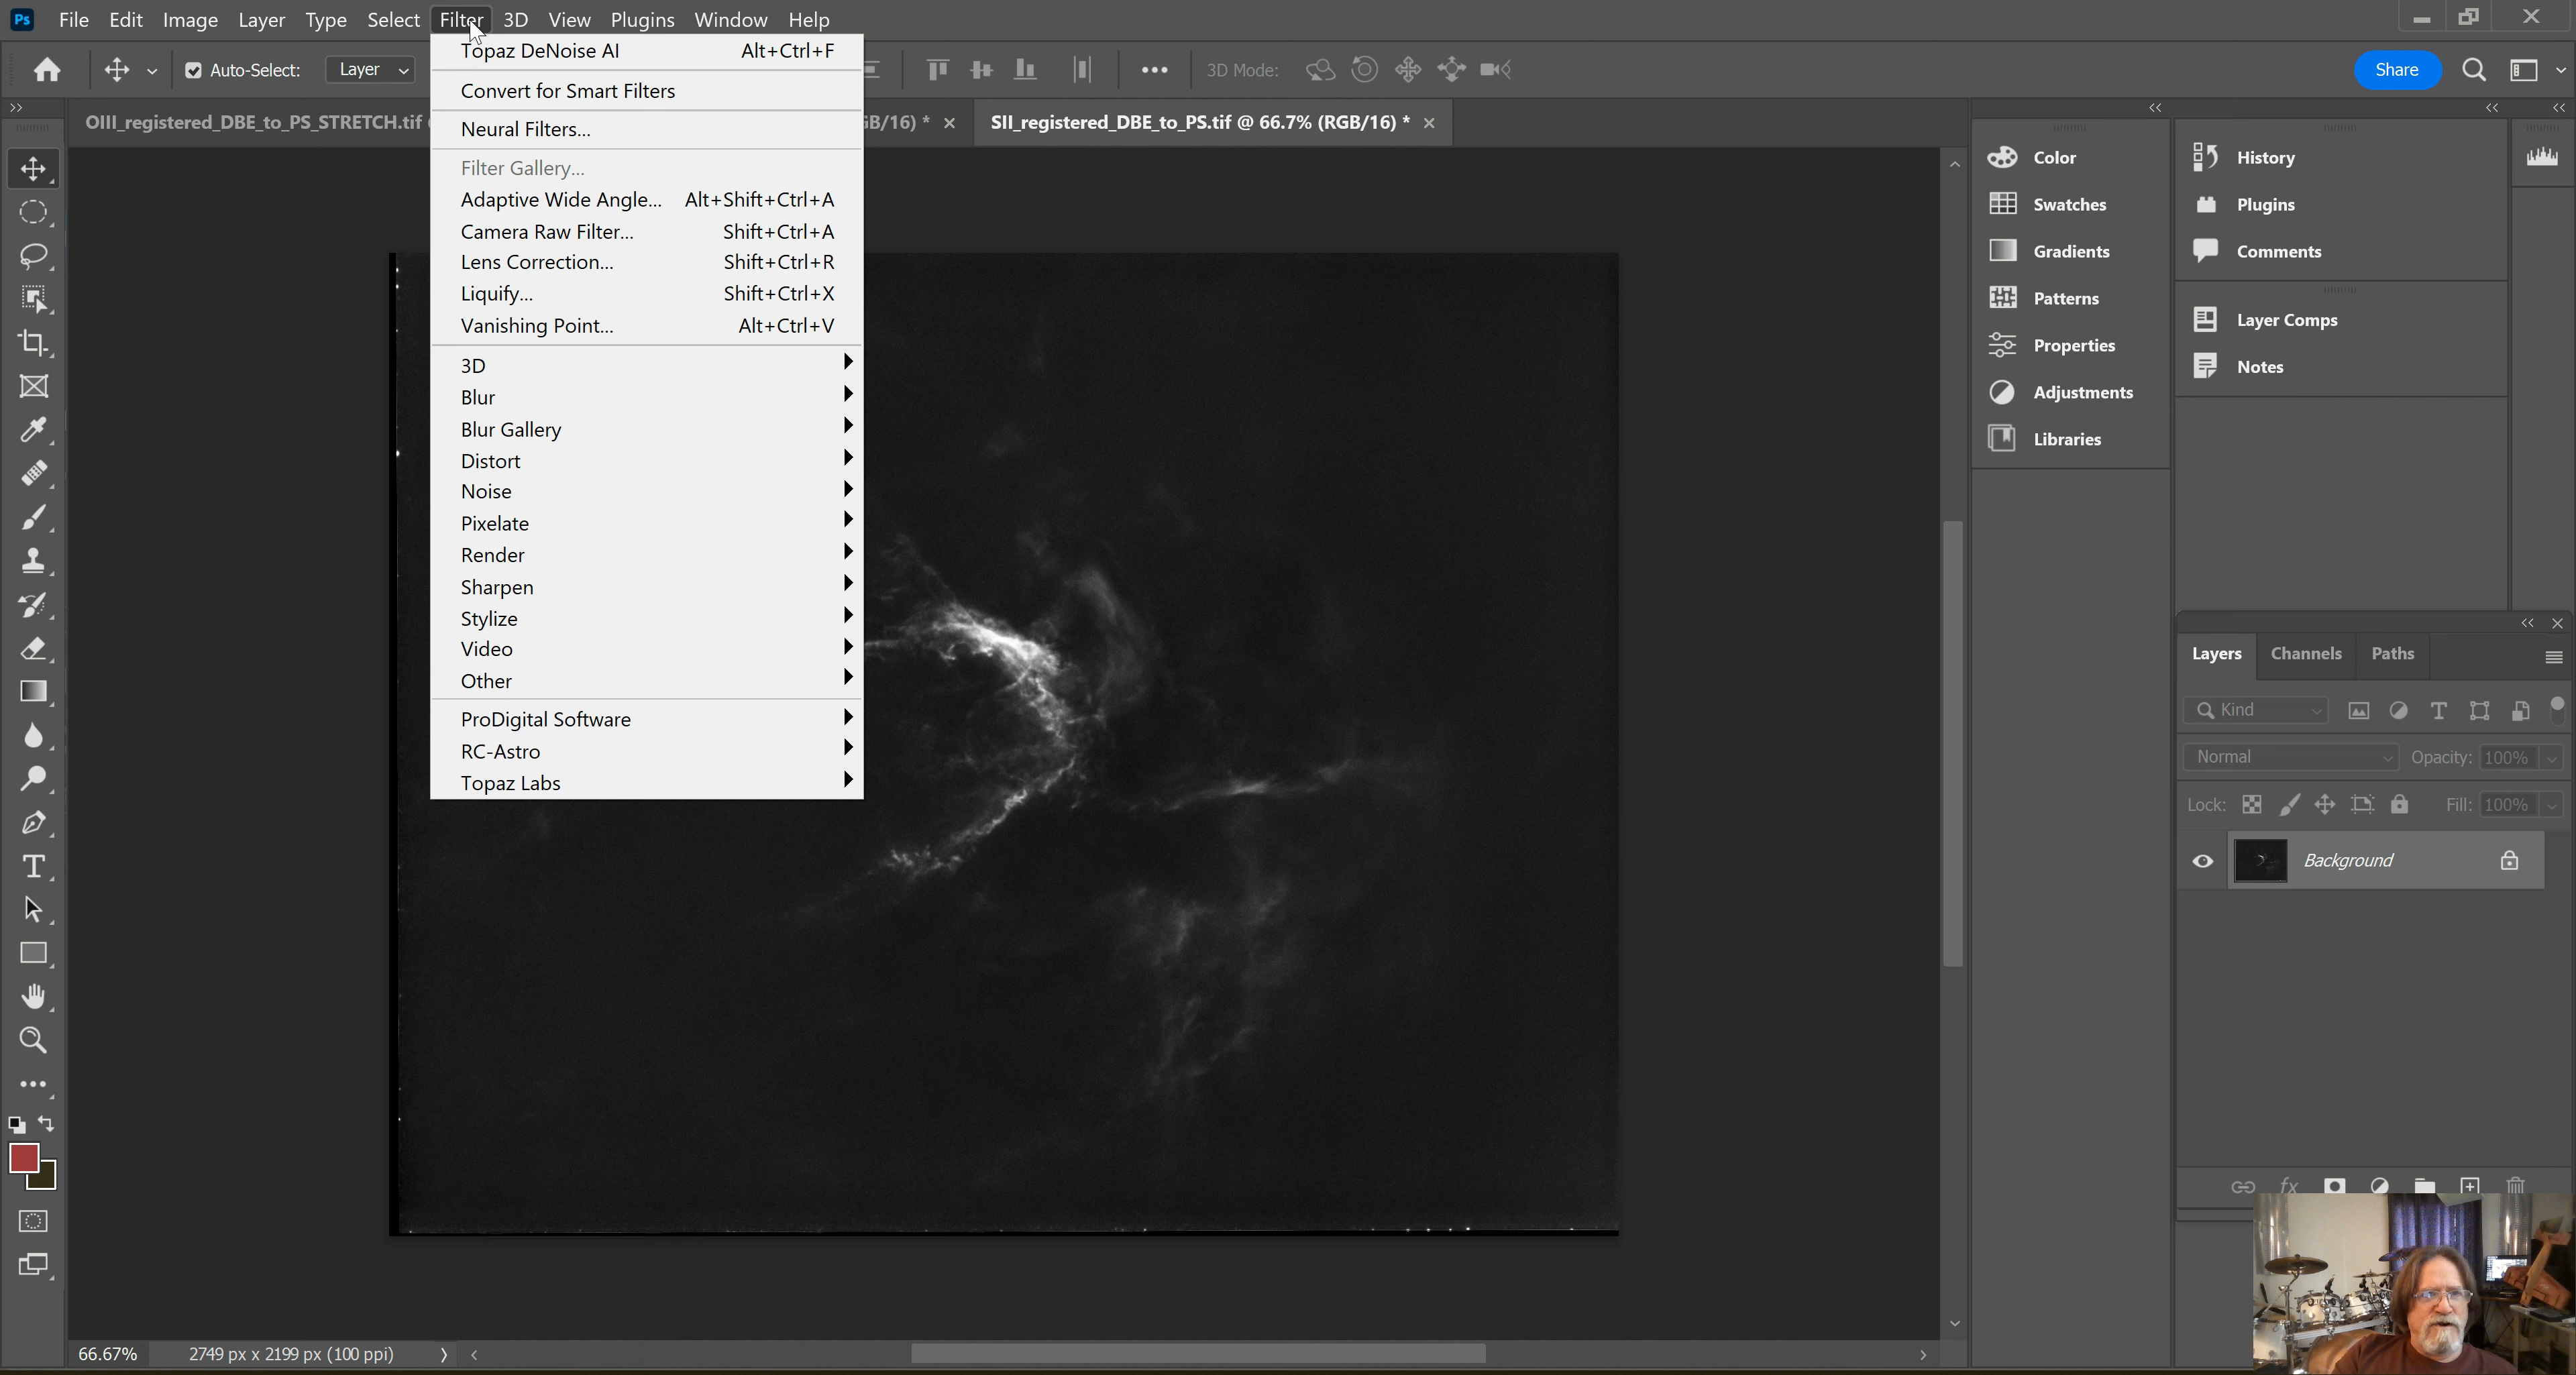 Ps File Edit Image Layer Type Select Filter 3D View Plugins Window Help
Auto-Select: Layer 3D Mode: Share
OIII_registered_DBE_to_PS_STRETCH.tif
GB/16) *
SII_registered_DBE_to_PS.tif @ 66.7% (RGB/16) *
Topaz DeNoise AI Alt+Ctrl+F
Convert for Smart Filters
Neural Filters...
Filter Gallery...
Adaptive Wide Angle... Alt+Shift+Ctrl+A
Camera Raw Filter... Shift+Ctrl+A
Lens Correction... Shift+Ctrl+R
Liquify... Shift+Ctrl+X
Vanishing Point... Alt+Ctrl+V
3D
Blur
Blur Gallery
Distort
Noise
Pixelate
Render
Sharpen
Stylize
Video
Other
ProDigital Software
RC-Astro
Topaz Labs
Color
Swatches
Gradients
Patterns
Properties
Adjustments
Libraries
History
Plugins
Comments
Layer Comps
Notes
Layers Channels Paths
Kind
Normal Opacity: 100%
Lock: Fill: 100%
Background
66.67% 2749 px x 2199 px (100 ppi)